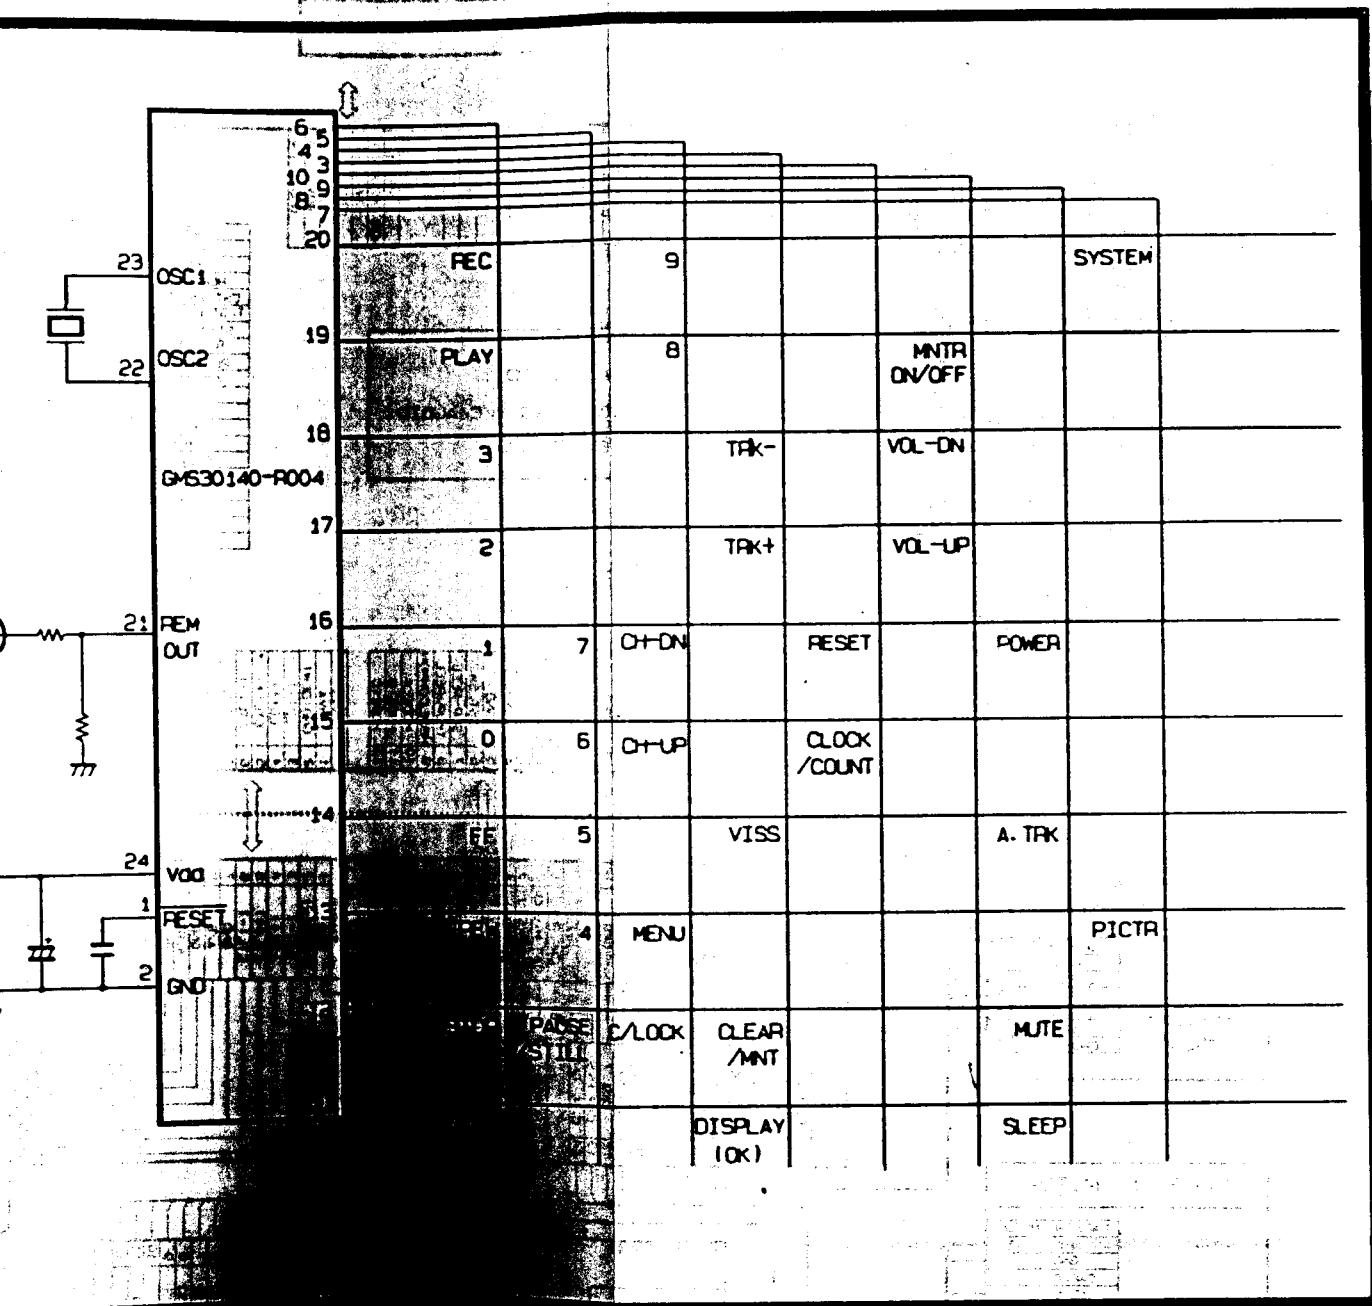 6
5
4
3
10
9
8
7
20
REC 9 SYSTEM
23
OSC1
19
PLAY 8 MNTR
ON/OFF
OSC2
22
18
3 TRK- VOL-DN
GMS30140-R004
17
2 TRK+ VOL-UP
16
21 REM
OUT
1 7 CH-DN RESET POWER
15
0 6 CH-UP CLOCK
/COUNT
14
FF 5 VISS A.TRK
24
Vdd
1
RESET
4 MENU PICTR
2
GND
PAUSE C/LOCK CLEAR MUTE
/STILL /MNT
DISPLAY SLEEP
(OK)